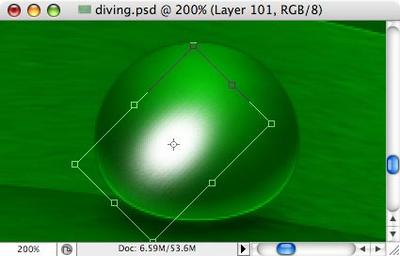 diving.psd @ 200% (Layer 101, RGB/8)
200% Doc: 6.59M/53.6M